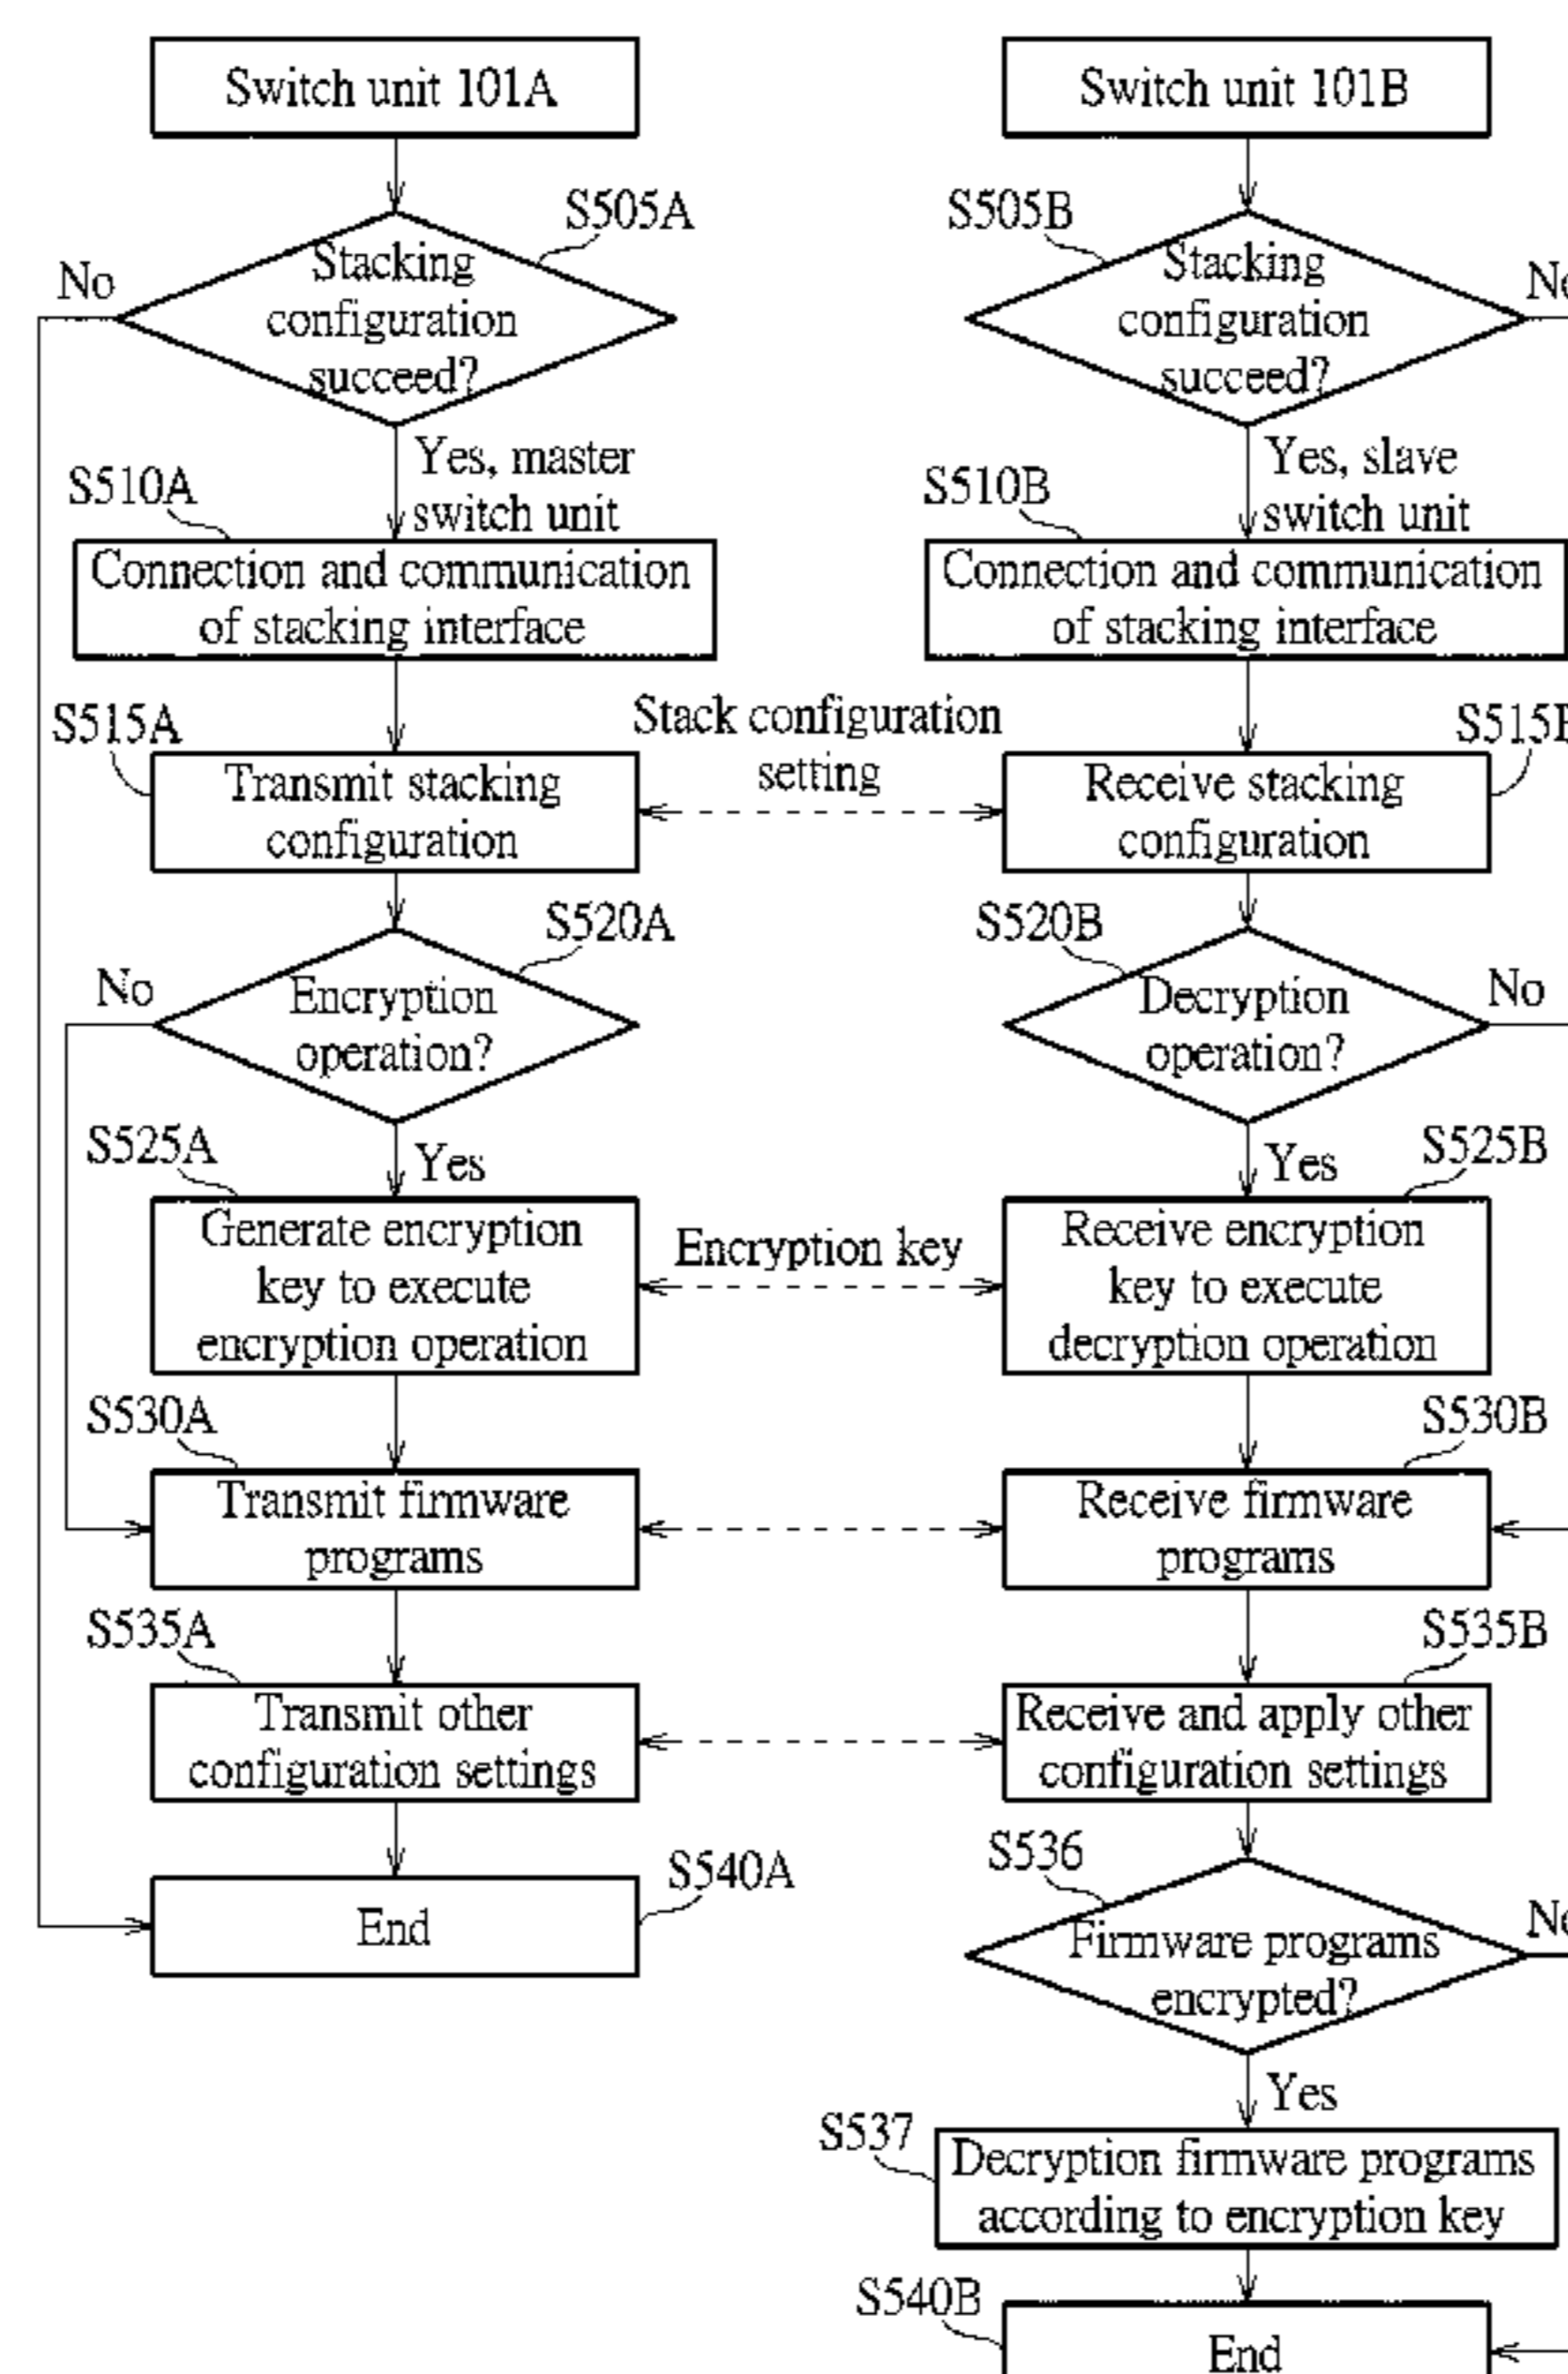 Switch unit 101A
S505A
Stacking
configuration
succeed?
No
Yes, master
switch unit
S510A
Connection and communication
of stacking interface
S515A
Transmit stacking
configuration
Stack configuration
setting
S520A
Encryption
operation?
No
Yes
S525A
Generate encryption
key to execute
encryption operation
Encryption key
S530A
Transmit firmware
programs
S535A
Transmit other
configuration settings
S540A
End
Switch unit 101B
S505B
Stacking
configuration
succeed?
No
Yes, slave
switch unit
S510B
Connection and communication
of stacking interface
S515B
Receive stacking
configuration
S520B
Decryption
operation?
No
Yes
S525B
Receive encryption
key to execute
decryption operation
S530B
Receive firmware
programs
S535B
Receive and apply other
configuration settings
S536
Firmware programs
encrypted?
No
Yes
S537
Decryption firmware programs
according to encryption key
S540B
End